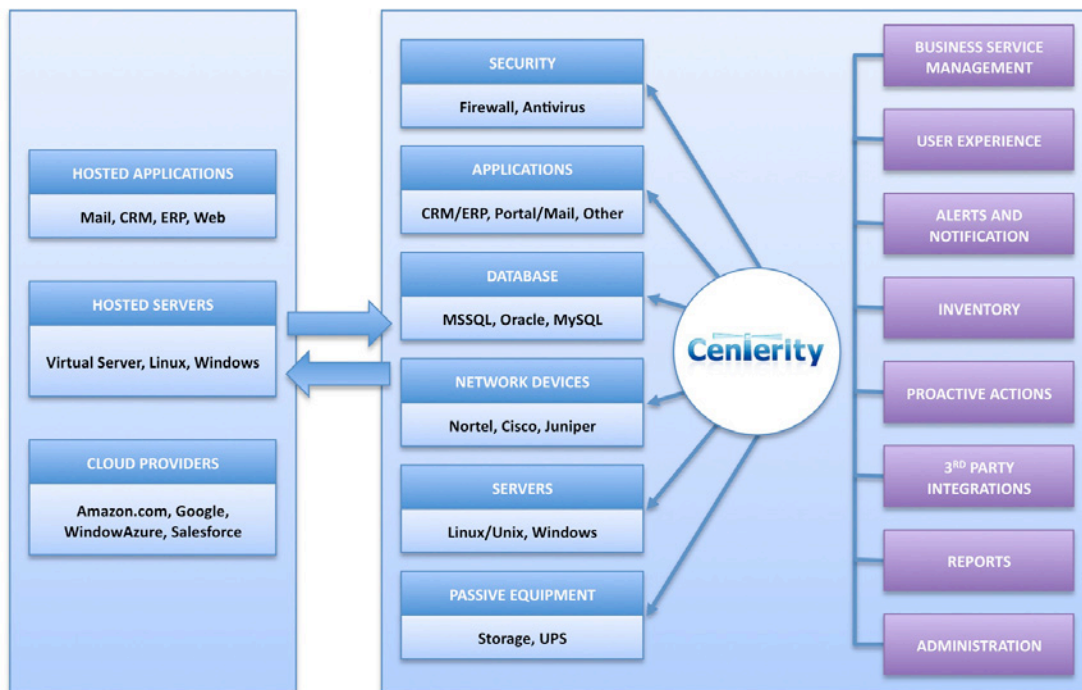 HOSTED APPLICATIONS
Mail, CRM, ERP, Web
HOSTED SERVERS
Virtual Server, Linux, Windows
CLOUD PROVIDERS
Amazon.com, Google,
WindowAzure, Salesforce
SECURITY
Firewall, Antivirus
APPLICATIONS
CRM/ERP, Portal/Mail, Other
DATABASE
MSSQL, Oracle, MySQL
NETWORK DEVICES
Nortel, Cisco, Juniper
SERVERS
Linux/Unix, Windows
PASSIVE EQUIPMENT
Storage, UPS
Centerity
BUSINESS SERVICE
MANAGEMENT
USER EXPERIENCE
ALERTS AND
NOTIFICATION
INVENTORY
PROACTIVE ACTIONS
3RD PARTY
INTEGRATIONS
REPORTS
ADMINISTRATION